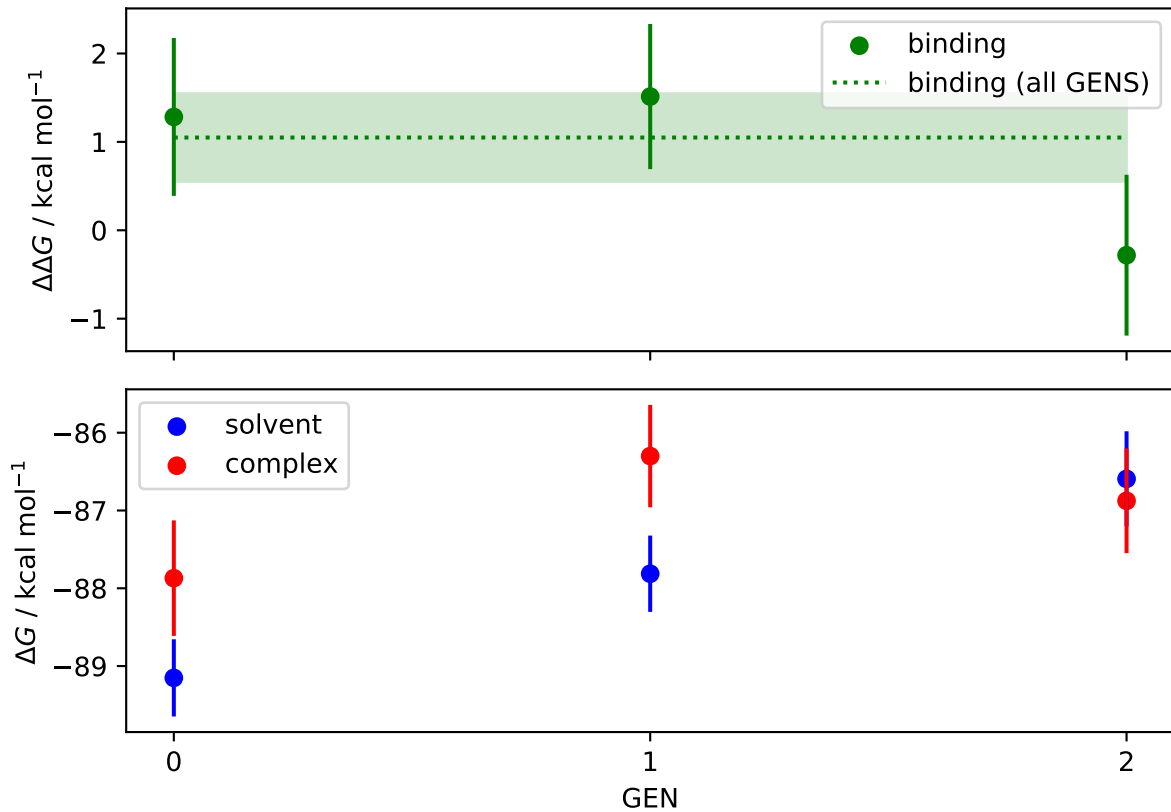 2
1
0
−1
ΔΔG / kcal mol⁻¹
binding
binding (all GENS)
−86
−87
−88
−89
ΔG / kcal mol⁻¹
solvent
complex
0 1 2
GEN